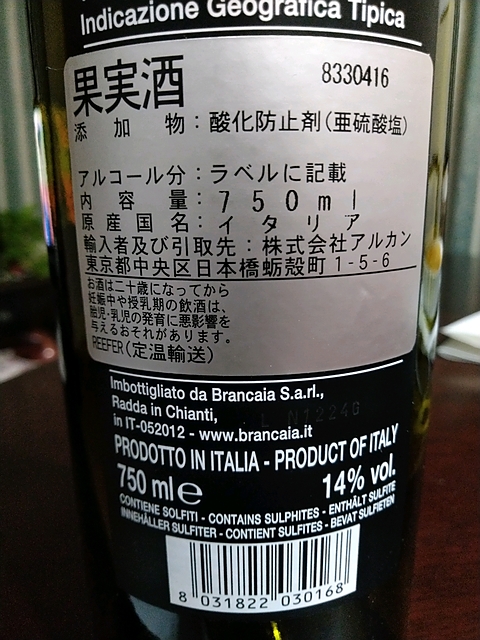 Indicazione Geografica Tipica
果実酒 8330416
添加物：酸化防止剤(亜硫酸塩)
アルコール分：ラベルに記載
内容量：750ml
原産国名：イタリア
輸入者及び引取先：株式会社アルカン
東京都中央区日本橋蛎殻町1-5-6
お酒は二十歳になってから
妊娠中や授乳期の飲酒は、
胎児・乳児の発育に悪影響を
与えるおそれがあります。
REEFER(定温輸送)
Imbottigliato da Brancaia S.a.r.l.,
Radda in Chianti,
L N12246
in IT-052012 - www.brancaia.it
PRODOTTO IN ITALIA - PRODUCT OF ITALY
750 ml e 14% vol.
CONTIENE SOLFITI - CONTAINS SULPHITES - ENTHÄLT SULFITE
INNEHÅLLER SULFITER - CONTIENT SULFITES - BEVAT SULFIETEN
8 031822 030168